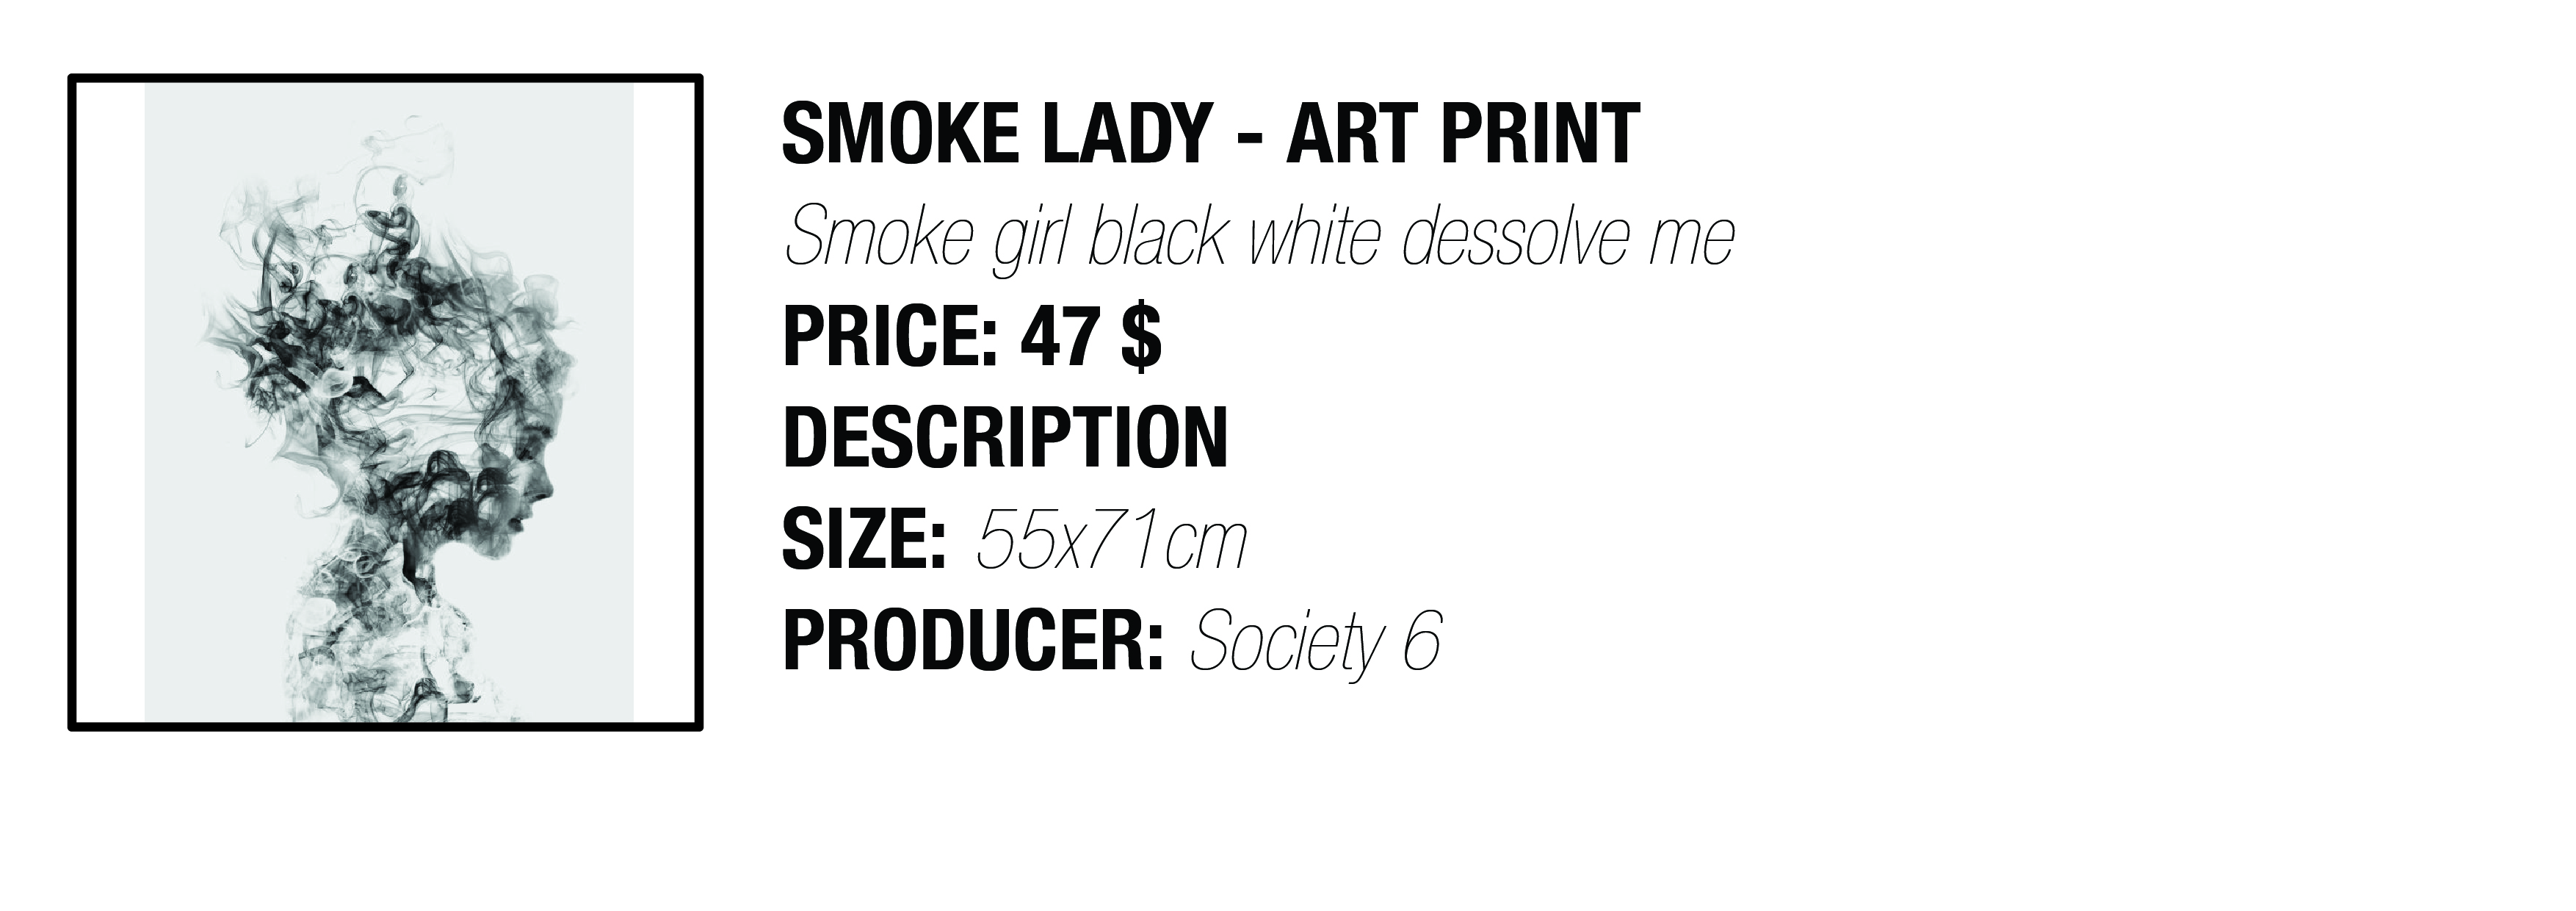 SMOKE LADY - ART PRINT
Smoke girl black white dessolve me
PRICE: 47 $
DESCRIPTION
SIZE: 55x71cm
PRODUCER: Society 6